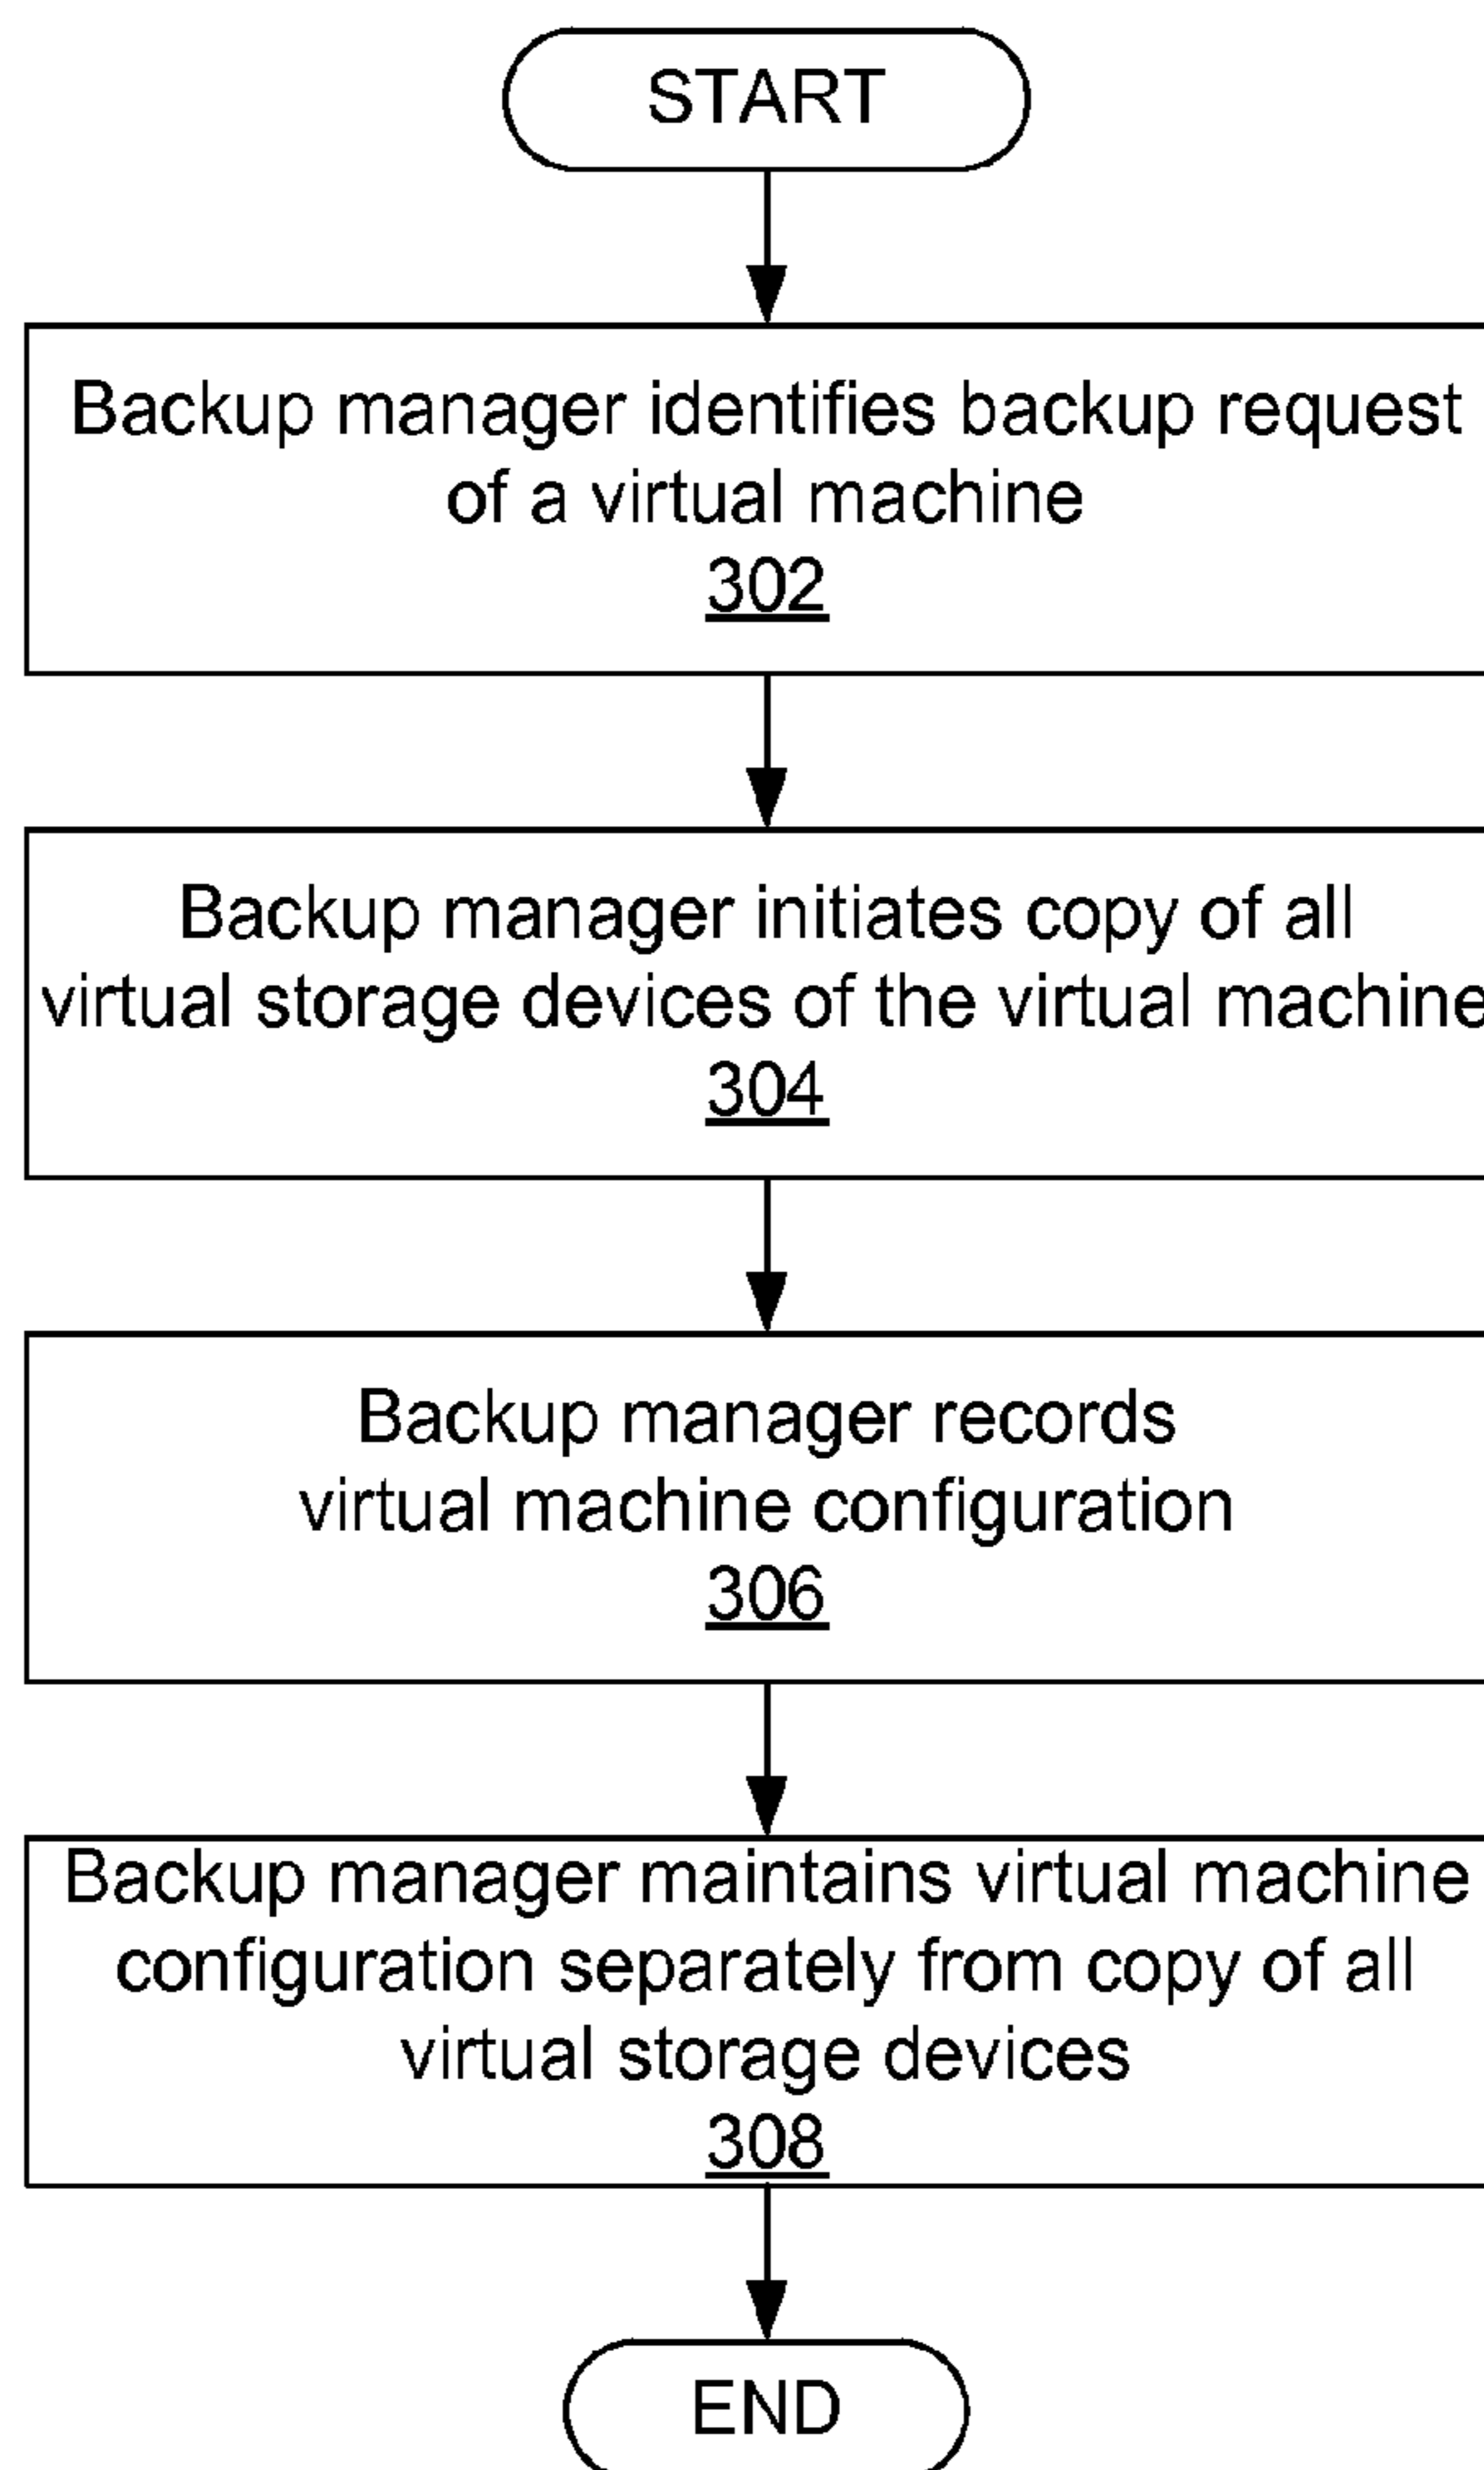 START
Backup manager identifies backup request
of a virtual machine
302
Backup manager initiates copy of all
virtual storage devices of the virtual machine
304
Backup manager records
virtual machine configuration
306
Backup manager maintains virtual machine
configuration separately from copy of all
virtual storage devices
308
END